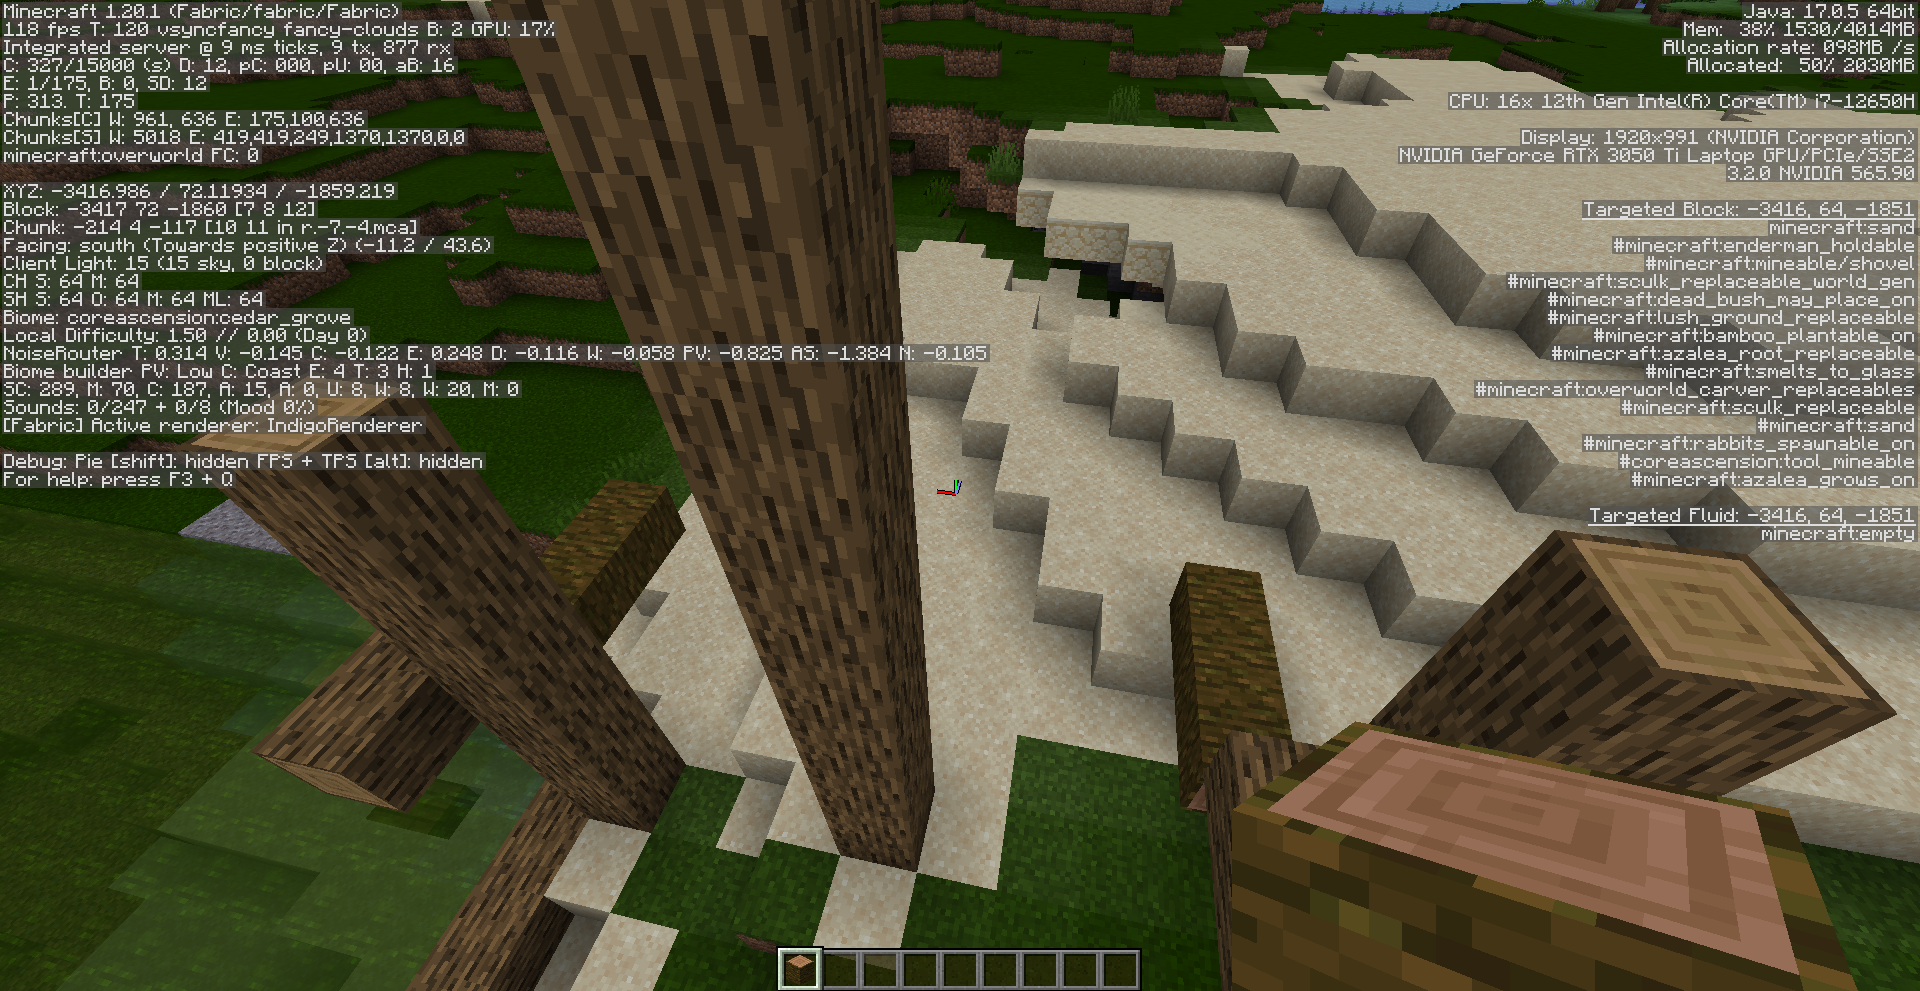 Minecraft 1.20.1 (Fabric/fabric/Fabric)
118 fps T: 120 vsyncfancy fancy-clouds B: 2 GPU: 17%
Integrated server @ 9 ms ticks, 9 tx, 877 rx
C: 327/15000 (s) D: 12, pC: 000, pU: 00, aB: 16
E: 1/175, B: 0, SD: 12
P: 313. T: 175
Chunks[C] W: 961, 636 E: 175,100,636
Chunks[S] W: 5018 E: 419,419,249,1370,1370,0,0
minecraft:overworld FC: 0
XYZ: -3416.986 / 72.11934 / -1859.219
Block: -3417 72 -1860 [7 8 12]
Chunk: -214 4 -117 [10 11 in r.-7.-4.mca]
Facing: south (Towards positive Z) (-11.2 / 43.6)
Client Light: 15 (15 sky, 0 block)
CH S: 64 M: 64
SH S: 64 O: 64 M: 64 ML: 64
Biome: coreascension:cedar_grove
Local Difficulty: 1.50 // 0.00 (Day 0)
NoiseRouter T: 0.314 V: -0.145 C: -0.122 E: 0.248 D: -0.116 W: -0.058 PV: -0.825 AS: -1.384 N: -0.105
Biome builder PV: Low C: Coast E: 4 T: 3 H: 1
SC: 289, M: 70, C: 187, A: 15, A: 0, U: 8, W: 8, W: 20, M: 0
Sounds: 0/247 + 0/8 (Mood 0%)
[Fabric] Active renderer: IndigoRenderer
Debug: Pie [shift]: hidden FPS + TPS [alt]: hidden
For help: press F3 + Q
Java: 17.0.5 64bit
Mem: 38% 1530/4014MB
Allocation rate: 098MB /s
Allocated: 50% 2030MB
CPU: 16x 12th Gen Intel(R) Core(TM) i7-12650H
Display: 1920x991 (NVIDIA Corporation)
NVIDIA GeForce RTX 3050 Ti Laptop GPU/PCIe/SSE2
3.2.0 NVIDIA 565.90
Targeted Block: -3416, 64, -1851
minecraft:sand
#minecraft:enderman_holdable
#minecraft:mineable/shovel
#minecraft:sculk_replaceable_world_gen
#minecraft:dead_bush_may_place_on
#minecraft:lush_ground_replaceable
#minecraft:bamboo_plantable_on
#minecraft:azalea_root_replaceable
#minecraft:smelts_to_glass
#minecraft:overworld_carver_replaceables
#minecraft:sculk_replaceable
#minecraft:sand
#minecraft:rabbits_spawnable_on
#coreascension:tool_mineable
#minecraft:azalea_grows_on
Targeted Fluid: -3416, 64, -1851
minecraft:empty